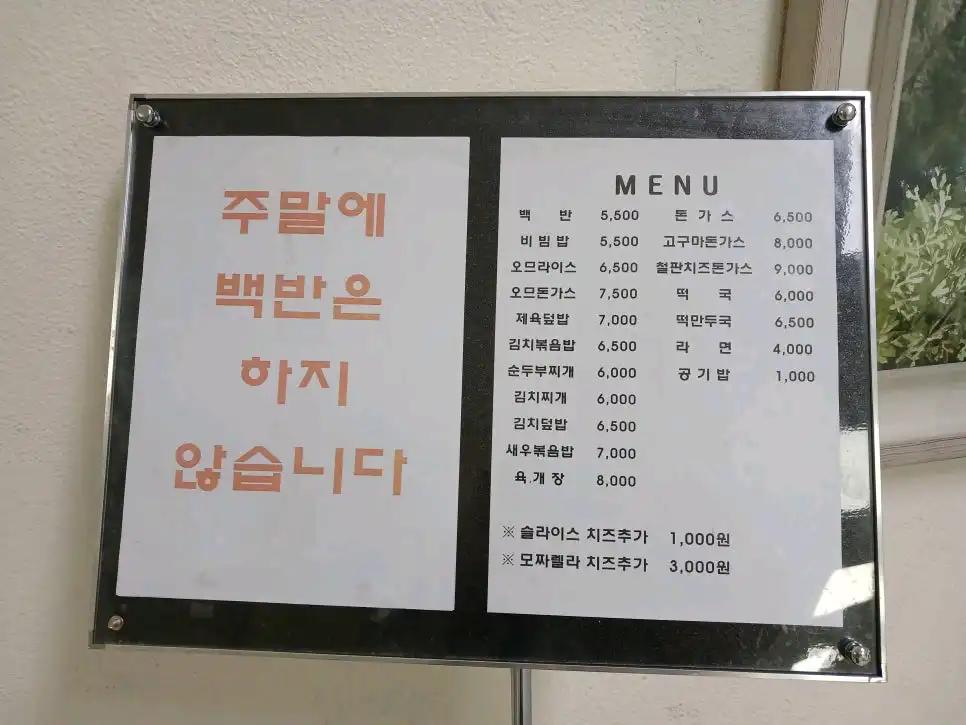 주말에
백반은
하지
않습니다
MENU
백 반 5,500 돈 가 스 6,500
비 빔 밥 5,500 고구마돈가스 8,000
오므라이스 6,500 철판치즈돈가스 9,000
오므돈가스 7,500 떡 국 6,000
제육덮밥 7,000 떡만두국 6,500
김치볶음밥 6,500 라 면 4,000
순두부찌개 6,000 공 기 밥 1,000
김치찌개 6,000
김치덮밥 6,500
새우볶음밥 7,000
육 개 장 8,000
※ 슬라이스 치즈추가 1,000원
※ 모짜렐라 치즈추가 3,000원